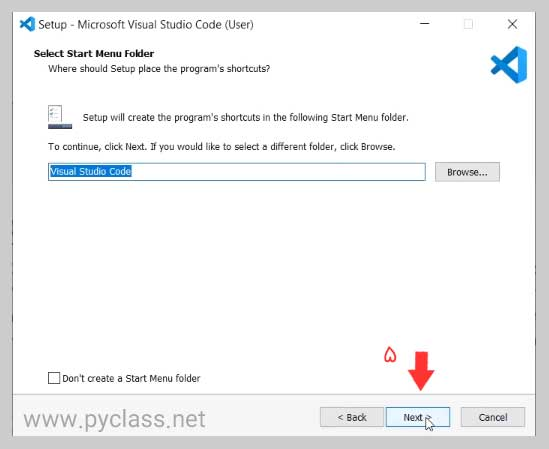 Setup - Microsoft Visual Studio Code (User)
Select Start Menu Folder
Where should Setup place the program's shortcuts?
Setup will create the program's shortcuts in the following Start Menu folder.
To continue, click Next. If you would like to select a different folder, click Browse.
Visual Studio Code
Browse...
۵
Don't create a Start Menu folder
www.pyclass.net
< Back
Next >
Cancel